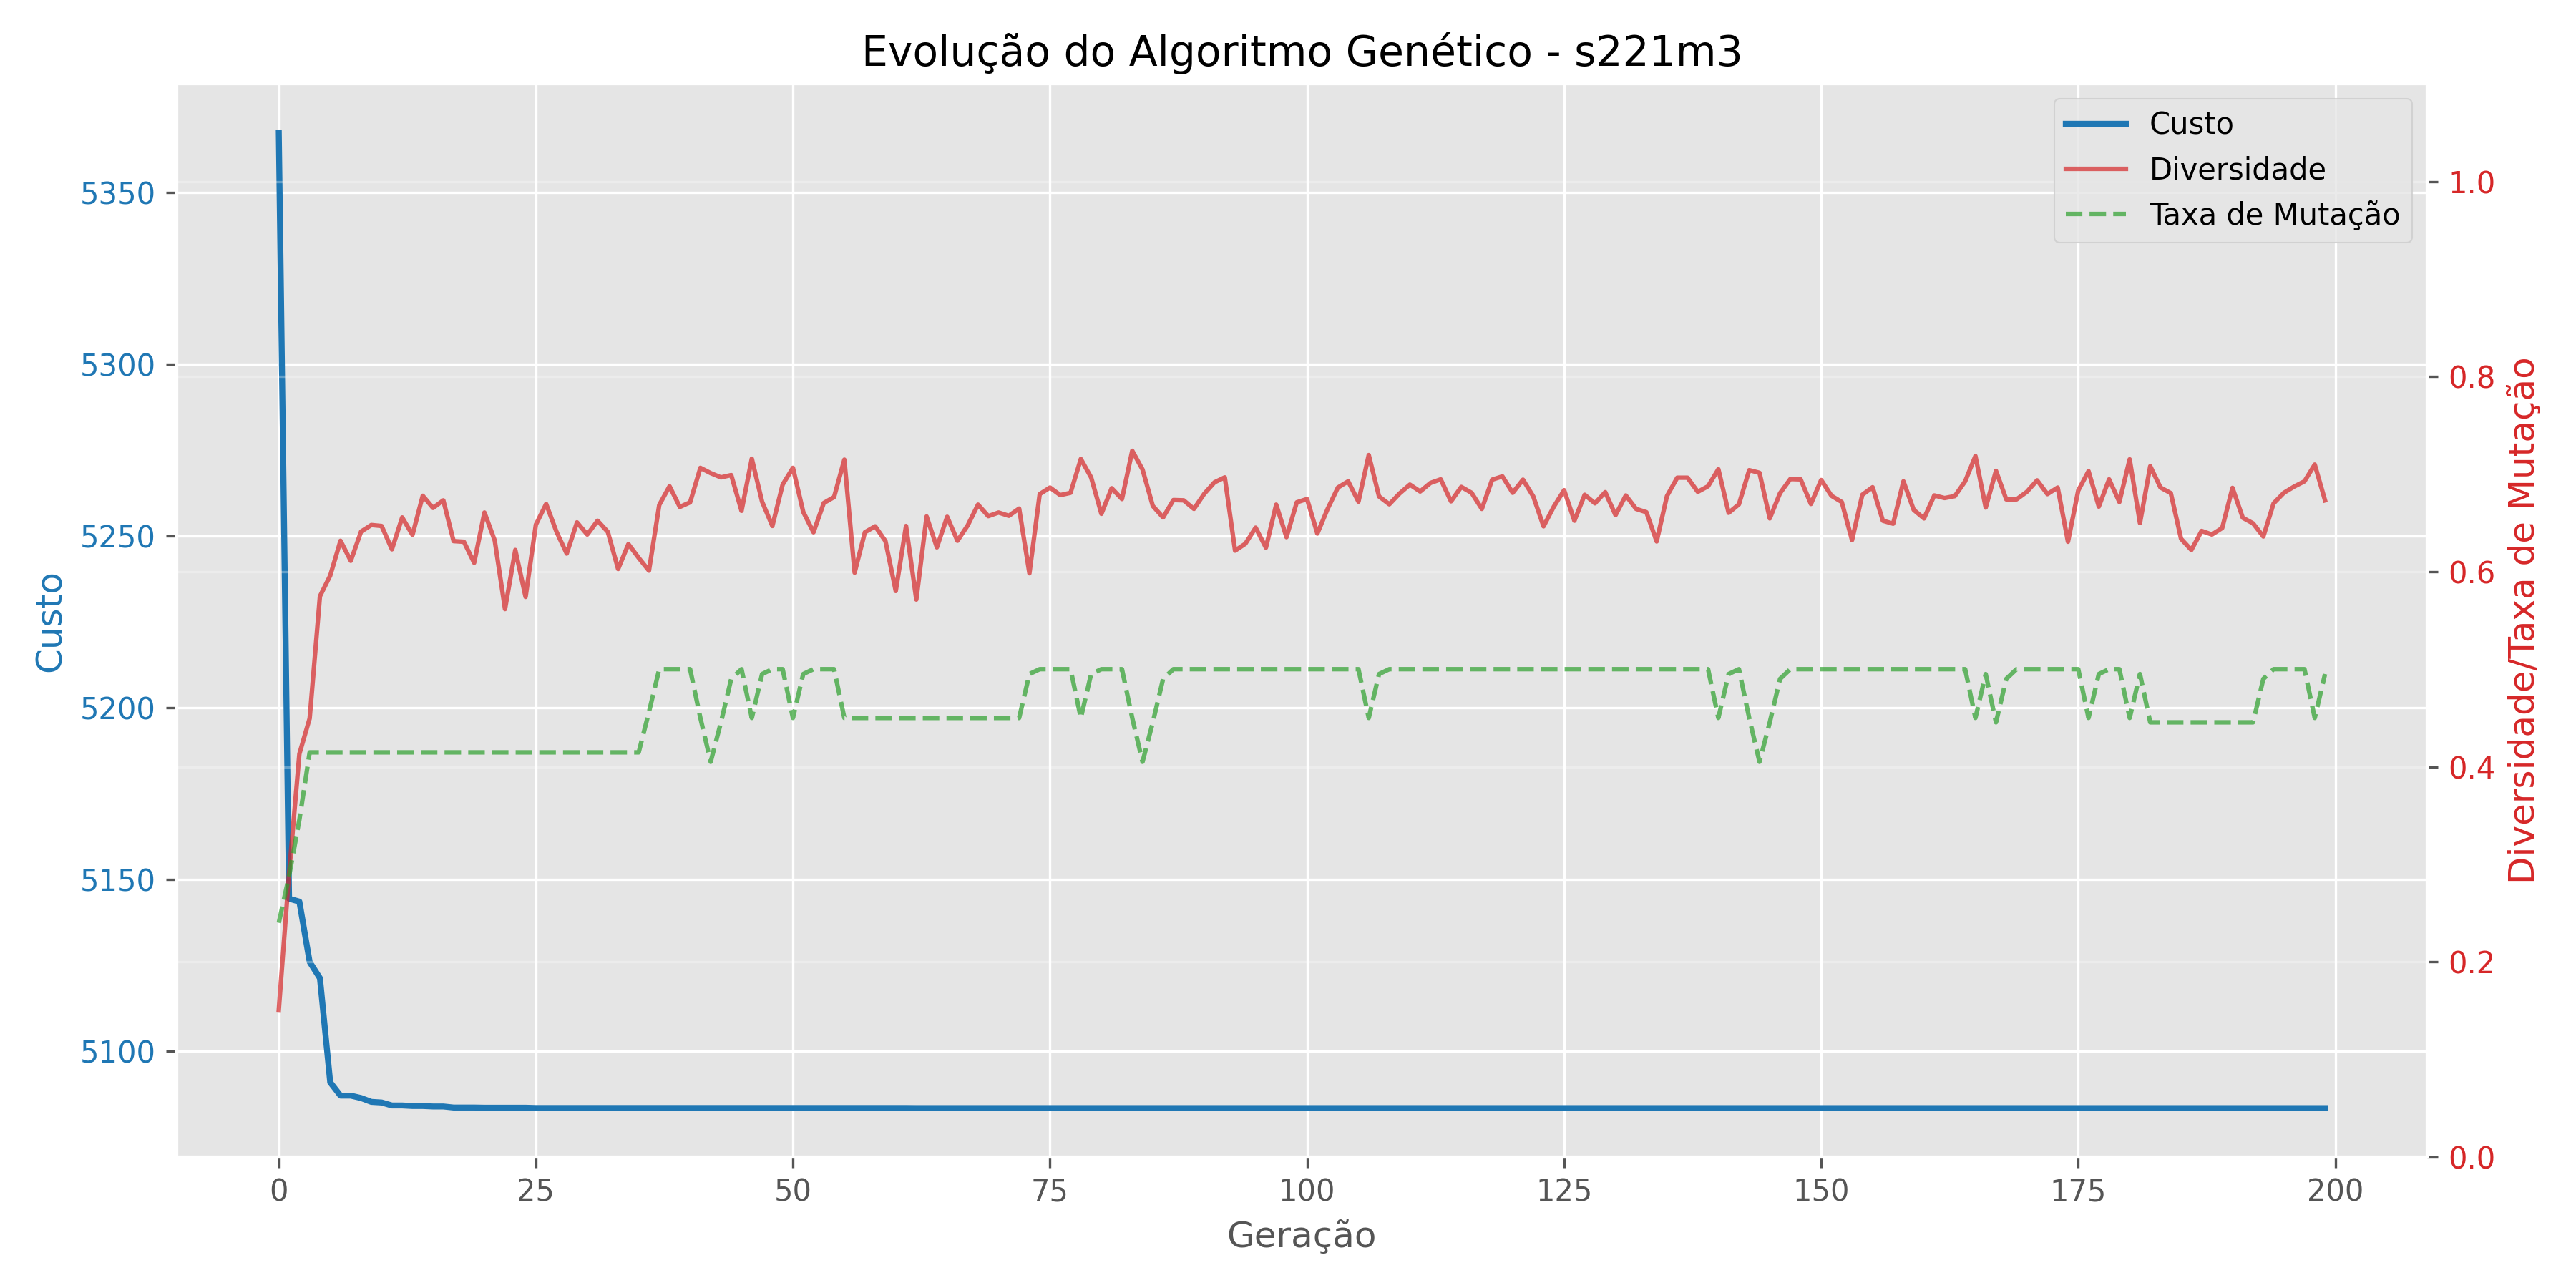 Evolução do Algoritmo Genético - s221m3
Custo
Diversidade
Taxa de Mutação
5350
5300
5250
5200
5150
5100
Custo
1.0
0.8
0.6
0.4
0.2
0.0
Diversidade/Taxa de Mutação
0 25 50 75 100 125 150 175 200
Geração